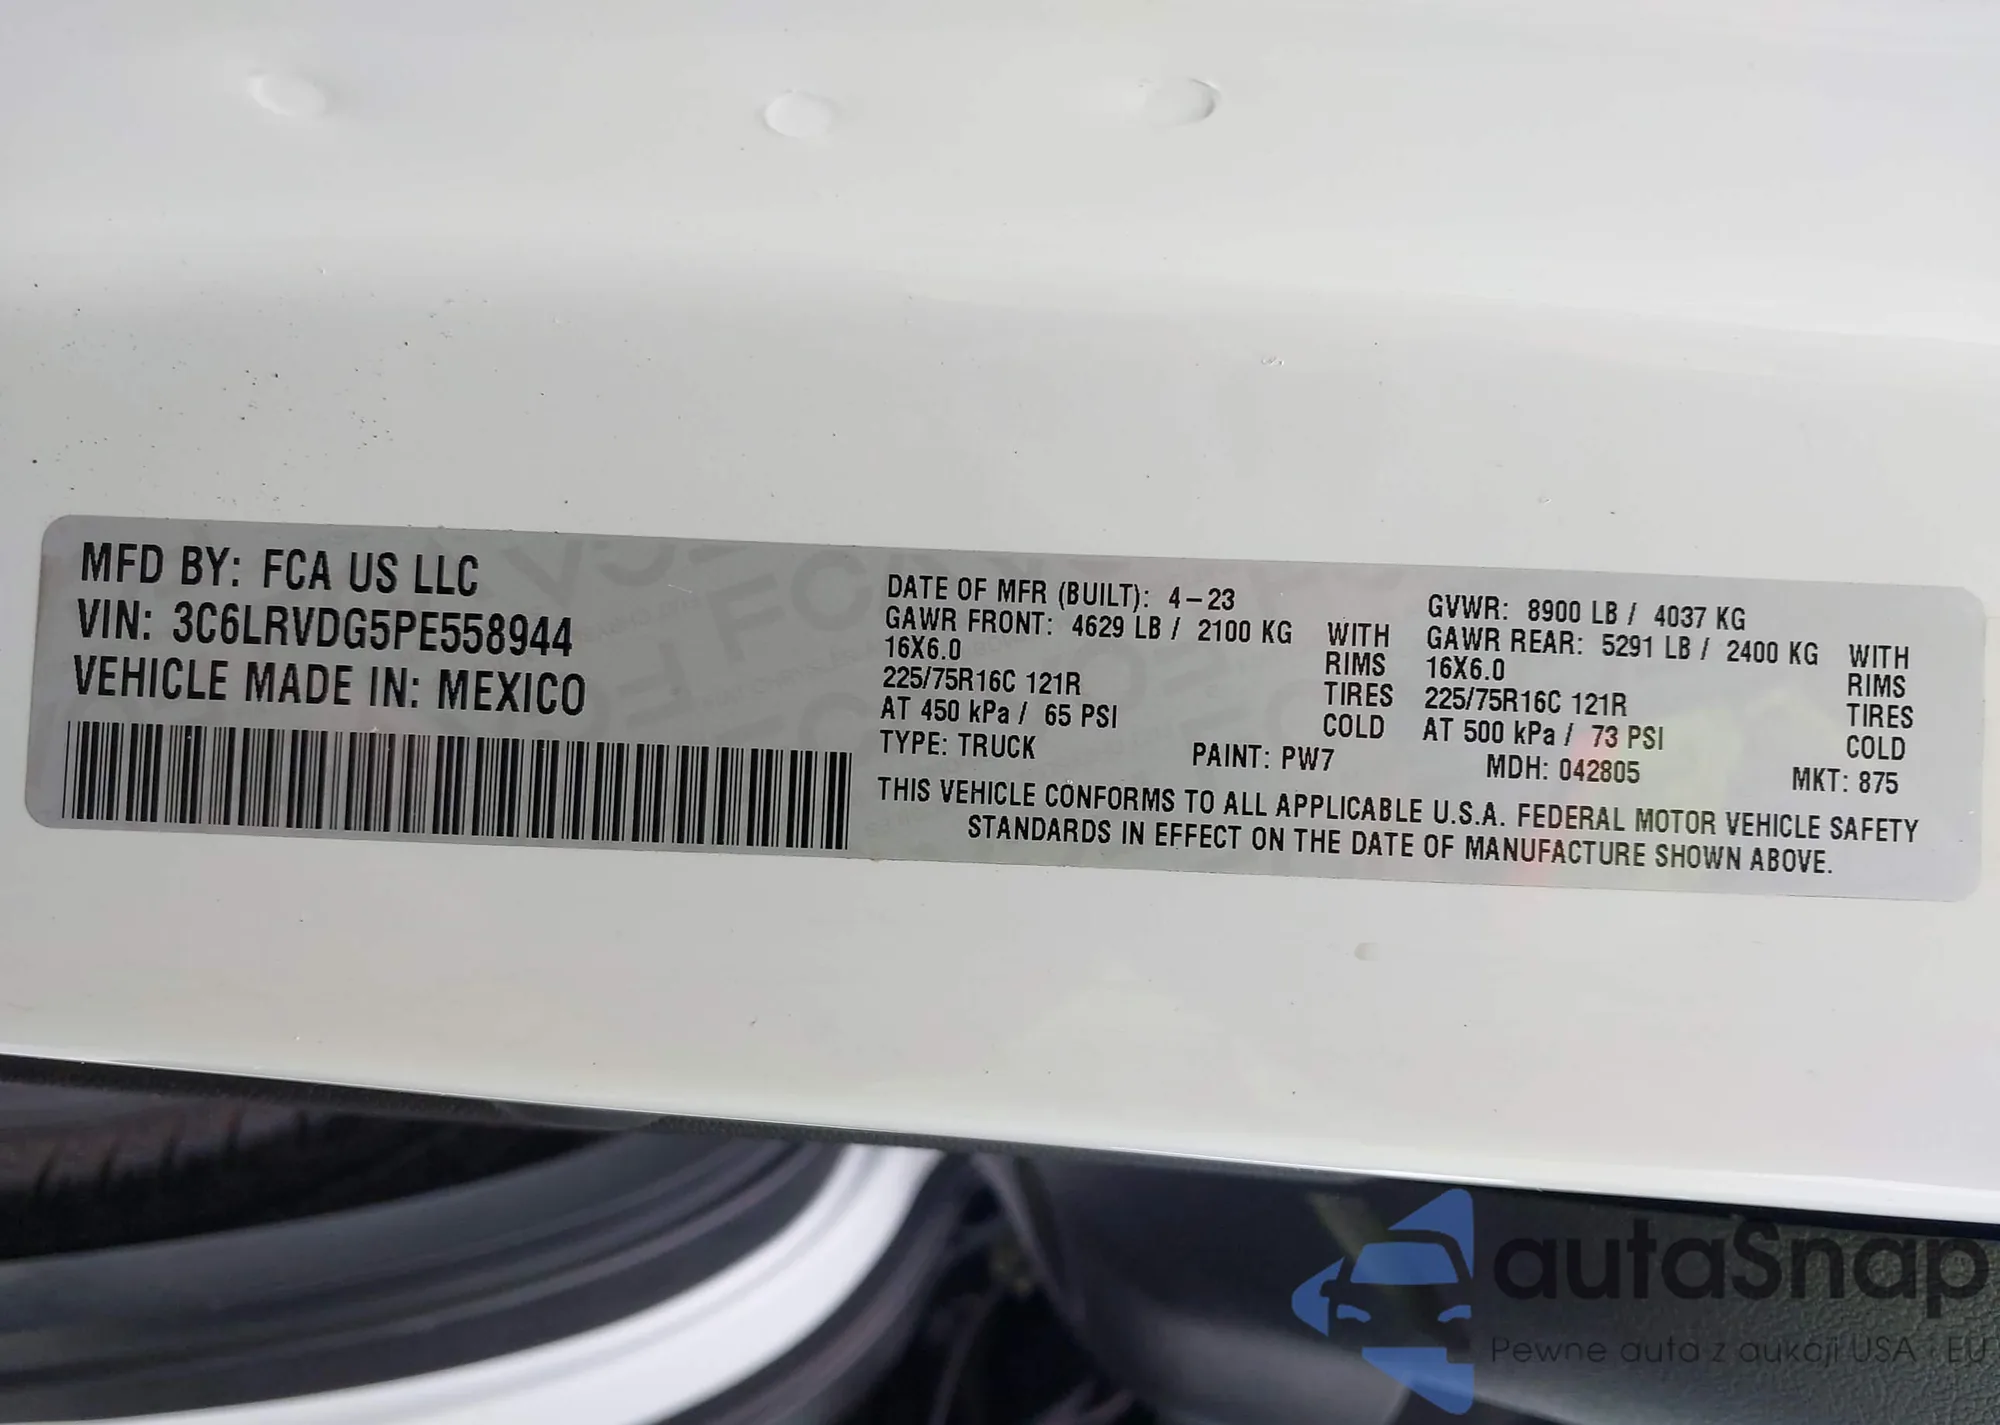 MFD BY: FCA US LLC
VIN: 3C6LRVDG5PE558944
VEHICLE MADE IN: MEXICO
DATE OF MFR (BUILT): 4-23
GAWR FRONT: 4629 LB / 2100 KG WITH
16X6.0 RIMS
225/75R16C 121R TIRES
AT 450 kPa / 65 PSI COLD
GVWR: 8900 LB / 4037 KG
GAWR REAR: 5291 LB / 2400 KG WITH
16X6.0 RIMS
225/75R16C 121R TIRES
AT 500 kPa / 73 PSI COLD
TYPE: TRUCK PAINT: PW7 MDH: 042805 MKT: 875
THIS VEHICLE CONFORMS TO ALL APPLICABLE U.S.A. FEDERAL MOTOR VEHICLE SAFETY
STANDARDS IN EFFECT ON THE DATE OF MANUFACTURE SHOWN ABOVE.
autaSnap
Pewne auta z aukcji USA i EU